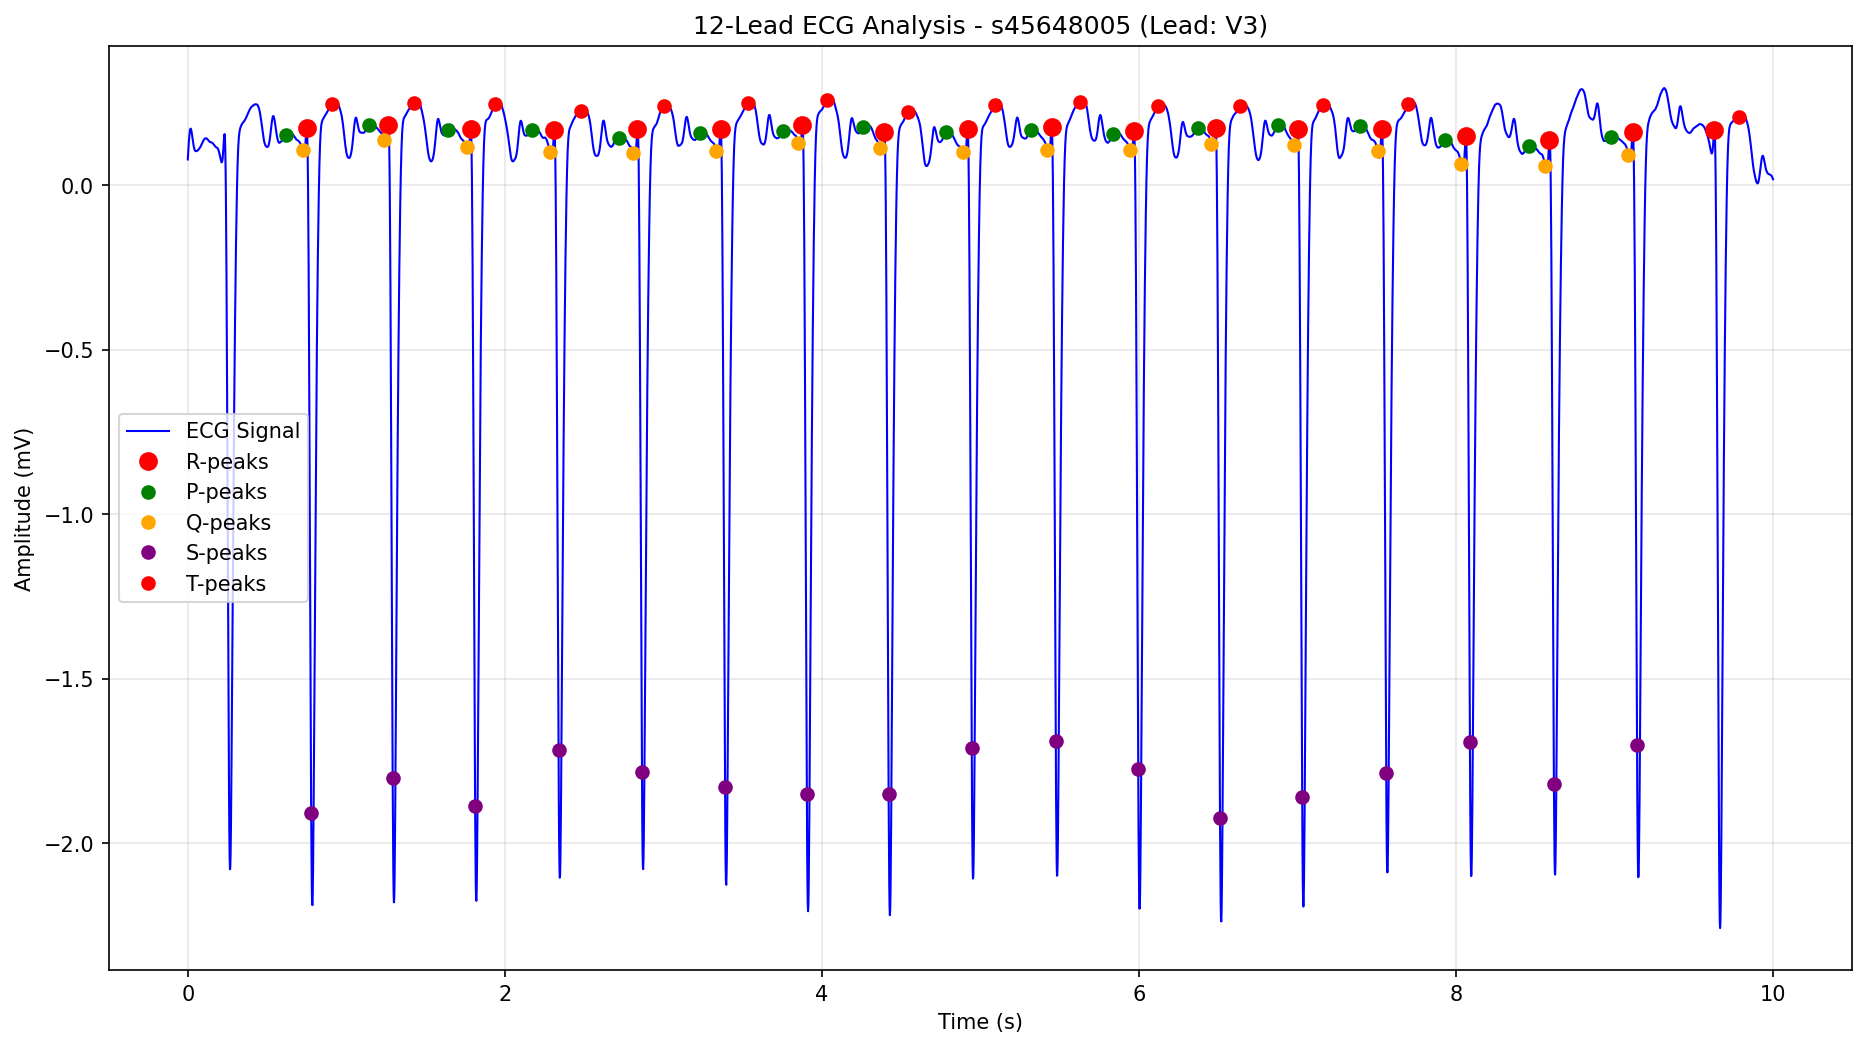 12-Lead ECG Analysis - s45648005 (Lead: V3)
Amplitude (mV)
0.0
−0.5
−1.0
−1.5
−2.0
ECG Signal
R-peaks
P-peaks
Q-peaks
S-peaks
T-peaks
0 2 4 6 8 10
Time (s)